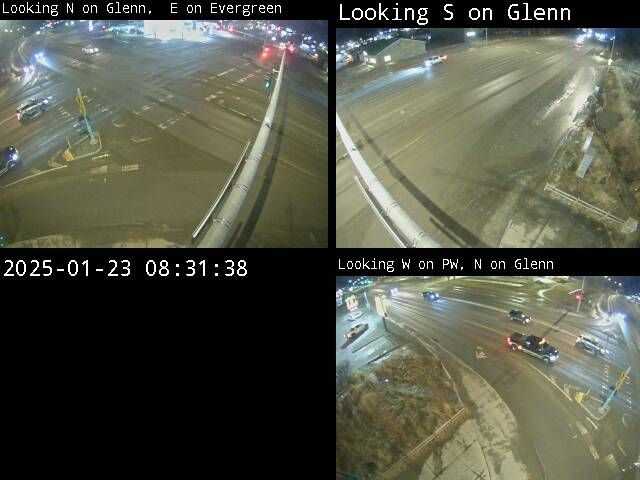 Looking N on Glenn,  E on Evergreen
Looking S on Glenn
2025-01-23 08:31:38
Looking W on PW, N on Glenn